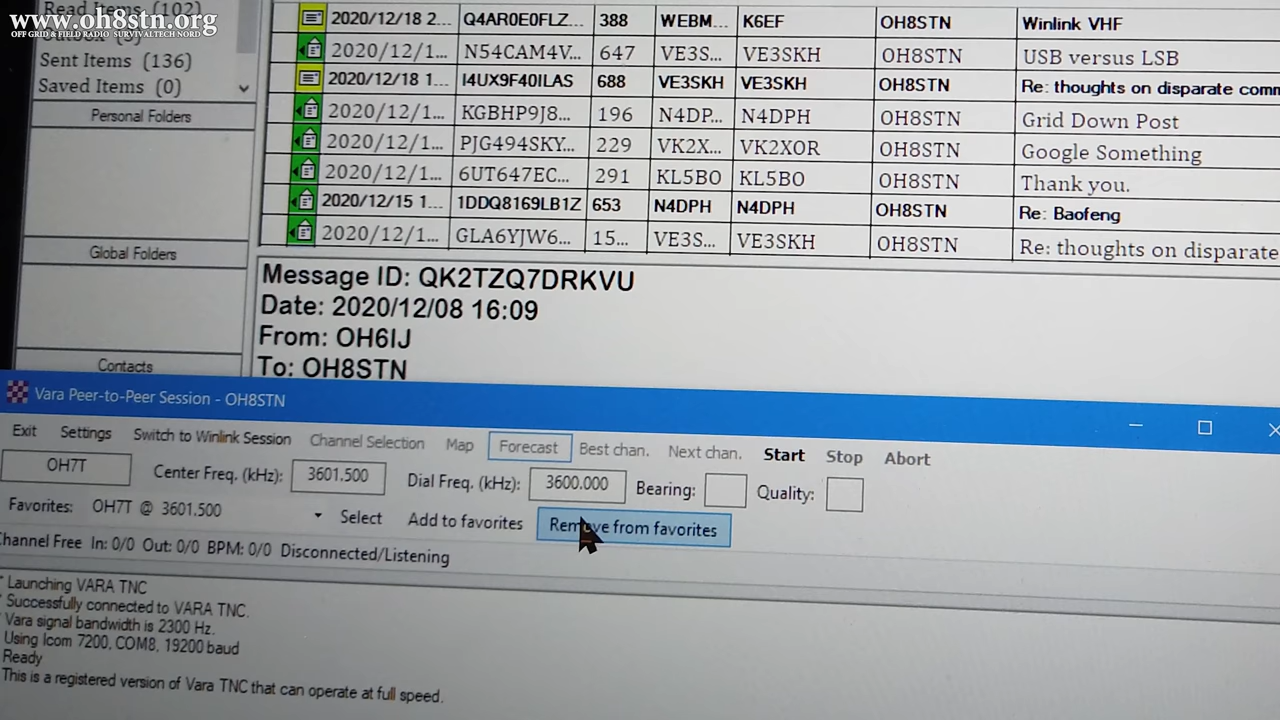 www.oh8stn.org
OFF GRID & FIELD RADIO SURVIVALTECH NORD
Read Items (102)
Sent Items (136)
Saved Items (0)
Personal Folders
Global Folders
Contacts
2020/12/18 2... Q4AR0E0FLZ... 388 WEBM... K6EF OH8STN Winlink VHF
2020/12/1... N54CAM4V... 647 VE3S... VE3SKH OH8STN USB versus LSB
2020/12/18 1... I4UX9F40ILAS 688 VE3SKH VE3SKH OH8STN Re: thoughts on disparate com
2020/12/1... KGBHP9J8... 196 N4DP... N4DPH OH8STN Grid Down Post
2020/12/1... PJG494SKY... 229 VK2X... VK2XOR OH8STN Google Something
2020/12/1... 6UT647EC... 291 KL5BO KL5BO OH8STN Thank you.
2020/12/15 1... 1DDQ8169LB1Z 653 N4DPH N4DPH OH8STN Re: Baofeng
2020/12/1... GLA6YJW6... 15... VE3S... VE3SKH OH8STN Re: thoughts on disparate
Message ID: QK2TZQ7DRKVU
Date: 2020/12/08 16:09
From: OH6IJ
To: OH8STN
Vara Peer-to-Peer Session - OH8STN
Exit Settings Switch to Winlink Session Channel Selection Map Forecast Best chan. Next chan. Start Stop Abort
OH7T Center Freq. (kHz): 3601.500 Dial Freq. (kHz): 3600.000 Bearing: Quality:
Favorites: OH7T @ 3601.500 Select Add to favorites Remove from favorites
hannel Free In: 0/0 Out: 0/0 BPM: 0/0 Disconnected/Listening
* Launching VARA TNC
* Successfully connected to VARA TNC.
* Vara signal bandwidth is 2300 Hz.
Using Icom 7200, COM8, 19200 baud
Ready
This is a registered version of Vara TNC that can operate at full speed.